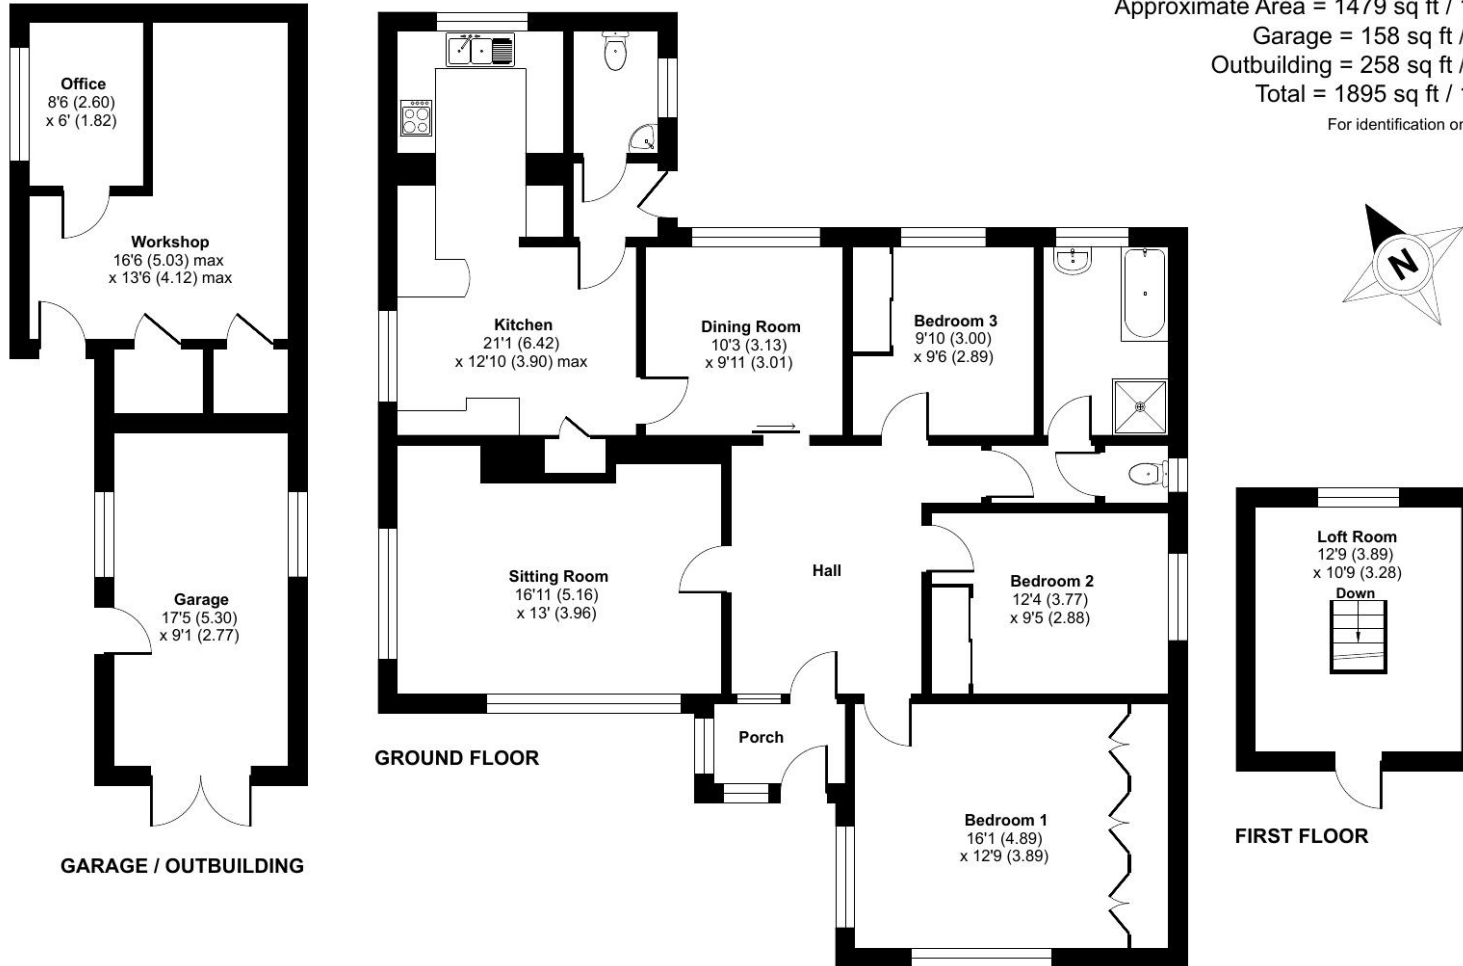 Approximate Area = 1479 sq ft /
Garage = 158 sq ft /
Outbuilding = 258 sq ft /
Total = 1895 sq ft /
For identification
N
Office
8'6 (2.60)
x 6' (1.82)
Workshop
16'6 (5.03) max
x 13'6 (4.12) max
Garage
17'5 (5.30)
x 9'1 (2.77)
GARAGE / OUTBUILDING
Kitchen
21'1 (6.42)
x 12'10 (3.90) max
Dining Room
10'3 (3.13)
x 9'11 (3.01)
Bedroom 3
9'10 (3.00)
x 9'6 (2.89)
Sitting Room
16'11 (5.16)
x 13' (3.96)
Hall
Bedroom 2
12'4 (3.77)
x 9'5 (2.88)
Porch
Bedroom 1
16'1 (4.89)
x 12'9 (3.89)
GROUND FLOOR
Loft Room
12'9 (3.89)
x 10'9 (3.28)
Down
FIRST FLOOR